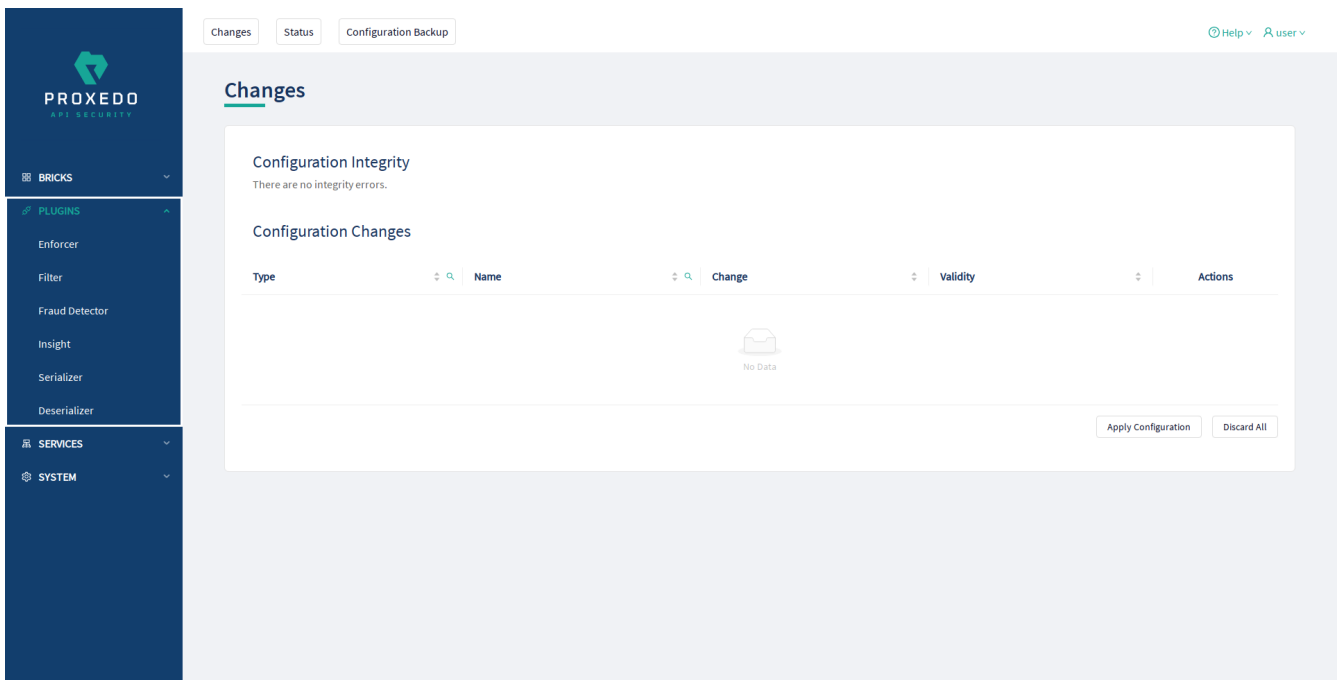 Changes Status Configuration Backup Help user
PROXEDO
API SECURITY
BRICKS
PLUGINS
Enforcer
Filter
Fraud Detector
Insight
Serializer
Deserializer
SERVICES
SYSTEM
Changes
Configuration Integrity
There are no integrity errors.
Configuration Changes
Type Name Change Validity Actions
No Data
Apply Configuration Discard All